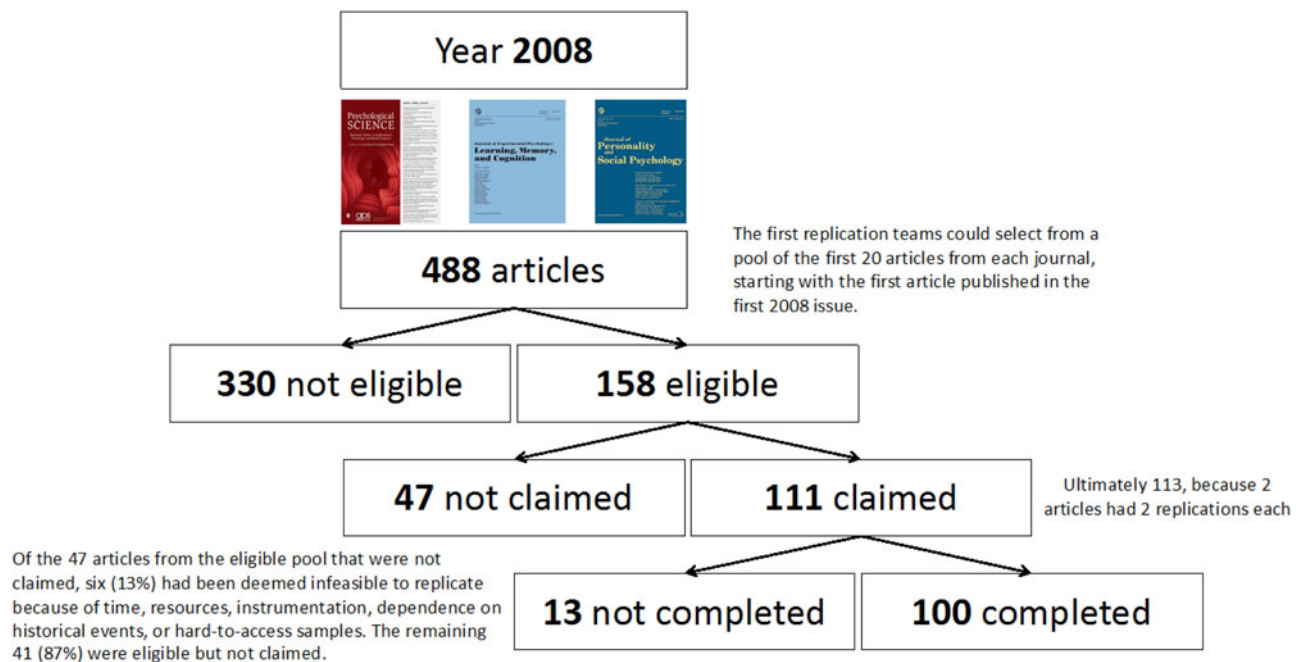 Year 2008
Psychological
SCIENCE
Journal of Experimental Psychology:
Learning, Memory,
and Cognition
Journal of
Personality
and
Social Psychology
aps
488 articles
The first replication teams could select from a
pool of the first 20 articles from each journal,
starting with the first article published in the
first 2008 issue.
330 not eligible
158 eligible
47 not claimed
111 claimed
Ultimately 113, because 2
articles had 2 replications each
Of the 47 articles from the eligible pool that were not
claimed, six (13%) had been deemed infeasible to replicate
because of time, resources, instrumentation, dependence on
historical events, or hard-to-access samples. The remaining
41 (87%) were eligible but not claimed.
13 not completed
100 completed